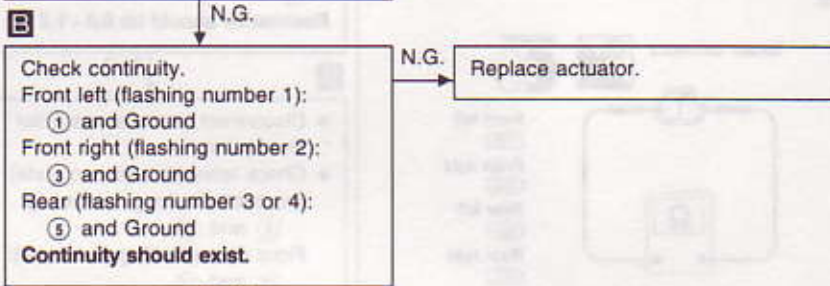 N.G.
B
Check continuity.
Front left (flashing number 1):
① and Ground
Front right (flashing number 2):
③ and Ground
Rear (flashing number 3 or 4):
⑤ and Ground
Continuity should exist.
N.G.
Replace actuator.